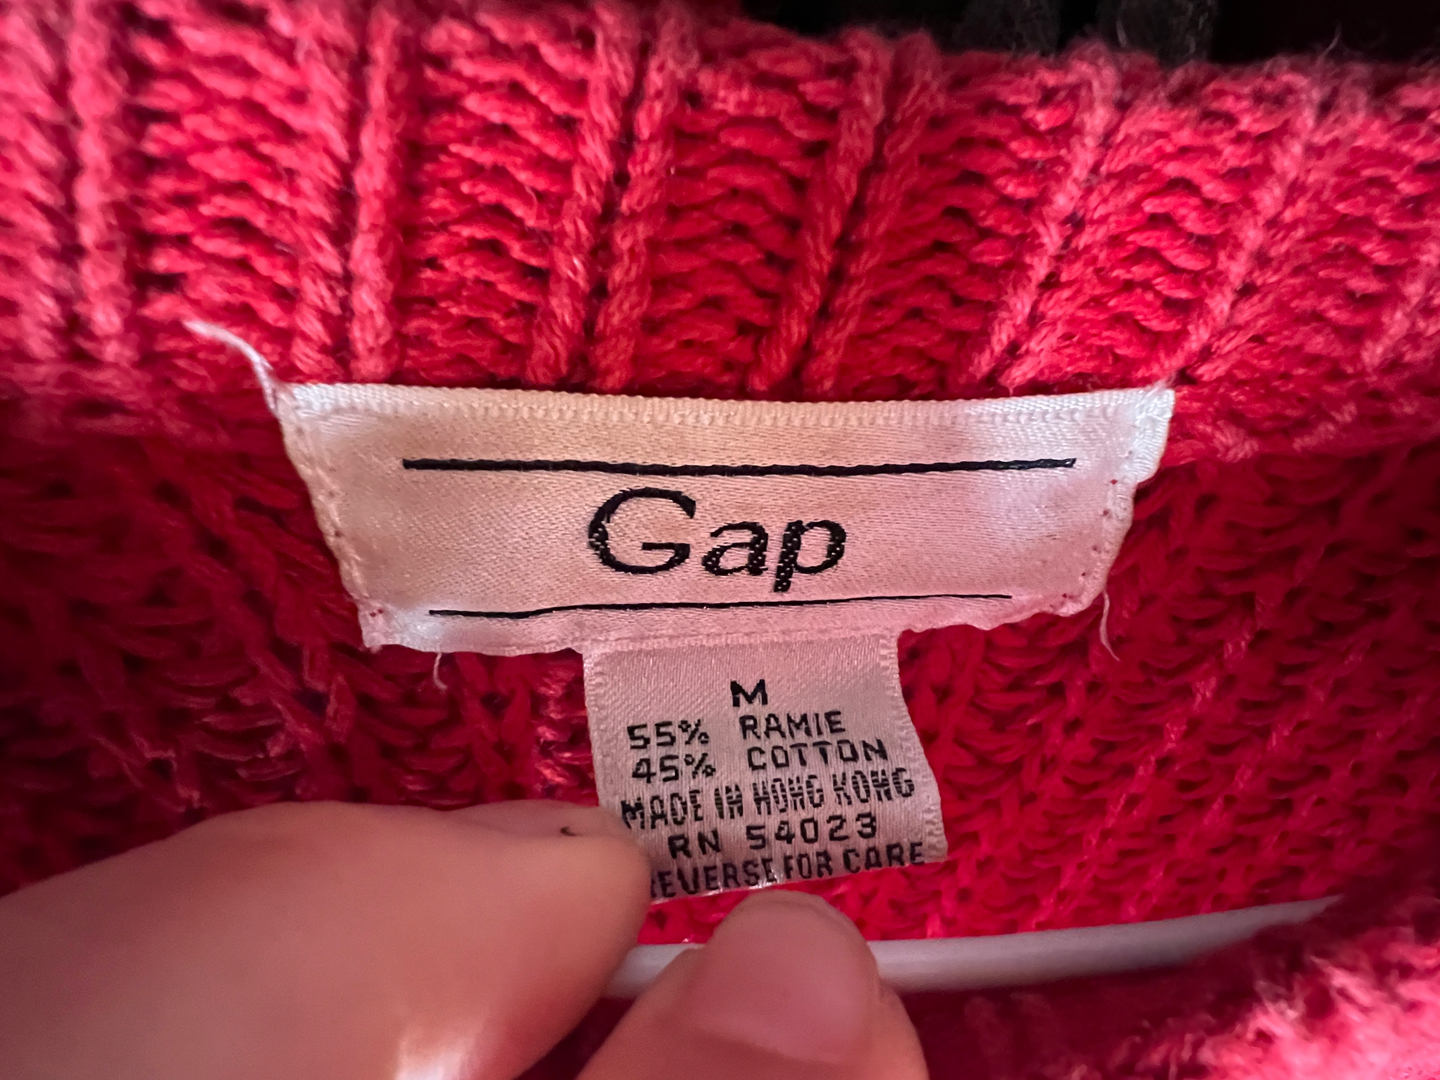 Gap
M
55% RAMIE
45% COTTON
MADE IN HONG KONG
RN 54023
REVERSE FOR CARE